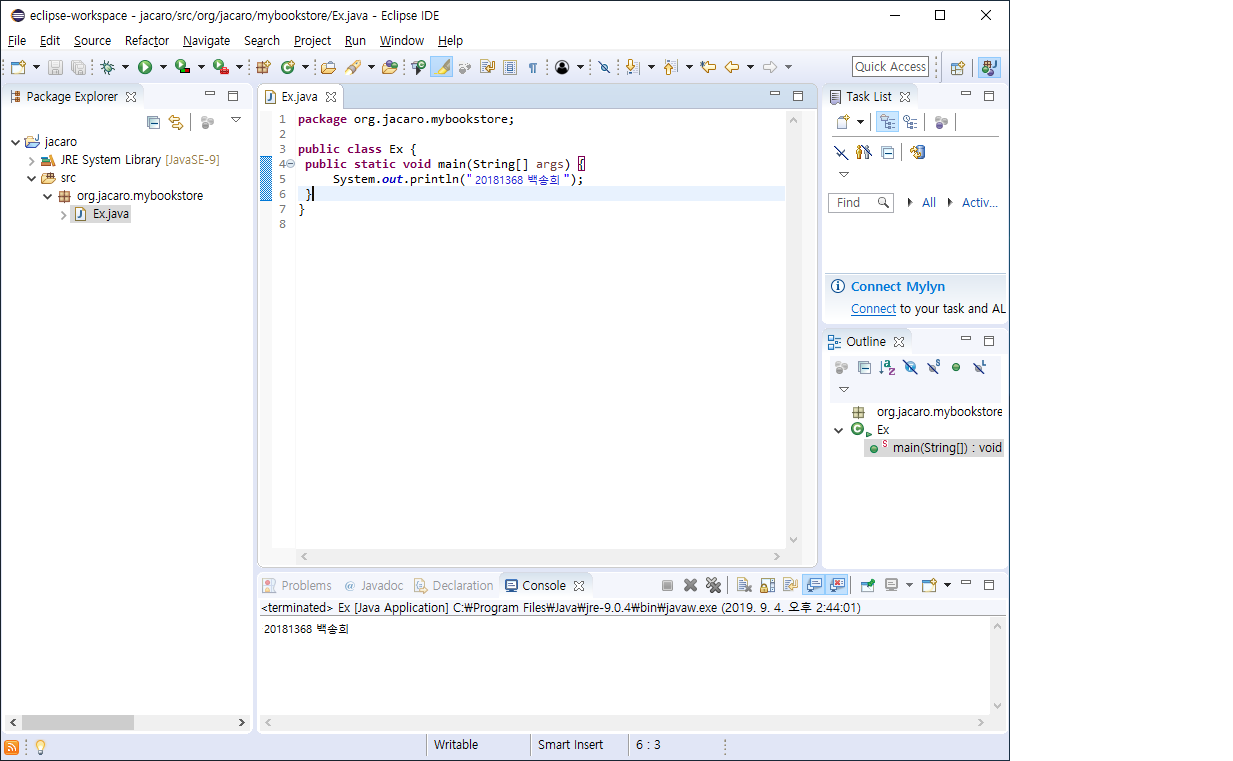 eclipse-workspace - jacaro/src/org/jacaro/mybookstore/Ex.java - Eclipse IDE
File Edit Source Refactor Navigate Search Project Run Window Help
Quick Access
Package Explorer
jacaro
JRE System Library [JavaSE-9]
src
org.jacaro.mybookstore
Ex.java
Ex.java
1 package org.jacaro.mybookstore;
2
3 public class Ex {
4 public static void main(String[] args) {
5 System.out.println("20181368 백송희");
6 }
7 }
8
Task List
Find All Activ...
Connect Mylyn
Connect to your task and AL
Outline
org.jacaro.mybookstore
Ex
main(String[]) : void
Problems Javadoc Declaration Console
<terminated> Ex [Java Application] C:₩Program Files₩Java₩jre-9.0.4₩bin₩javaw.exe (2019. 9. 4. 오후 2:44:01)
20181368 백송희
Writable Smart Insert 6 : 3